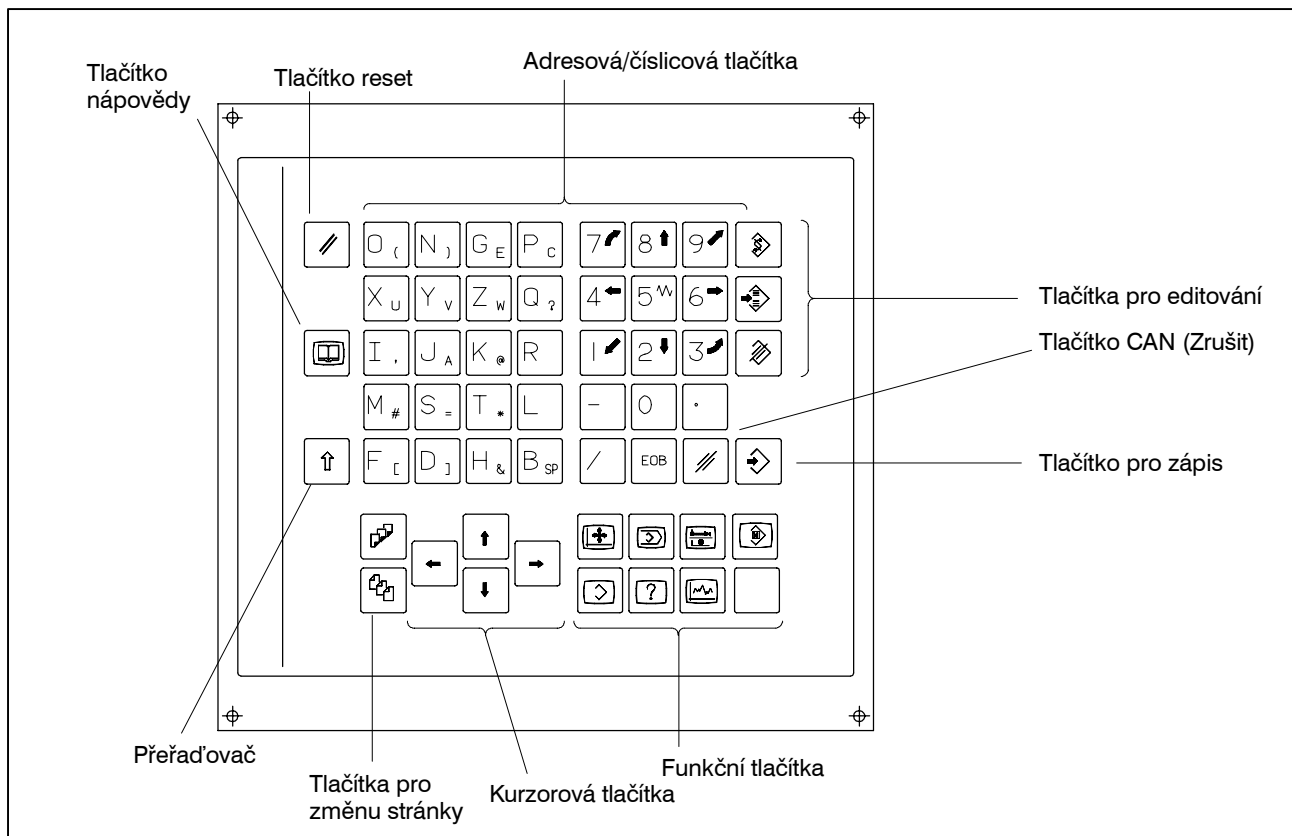 Adresová/číslicová tlačítka
Tlačítko
nápovědy
Tlačítko reset
O ( N ) G E P C 7 8 9
X U Y V Z W Q ? 4 5 6
I , J A K @ R 1 2 3
M # S = T * L - 0 .
F [ D ] H & B SP / EOB
?
Tlačítka pro editování
Tlačítko CAN (Zrušit)
Tlačítko pro zápis
Přeřaďovač
Tlačítka pro
změnu stránky
Kurzorová tlačítka
Funkční tlačítka